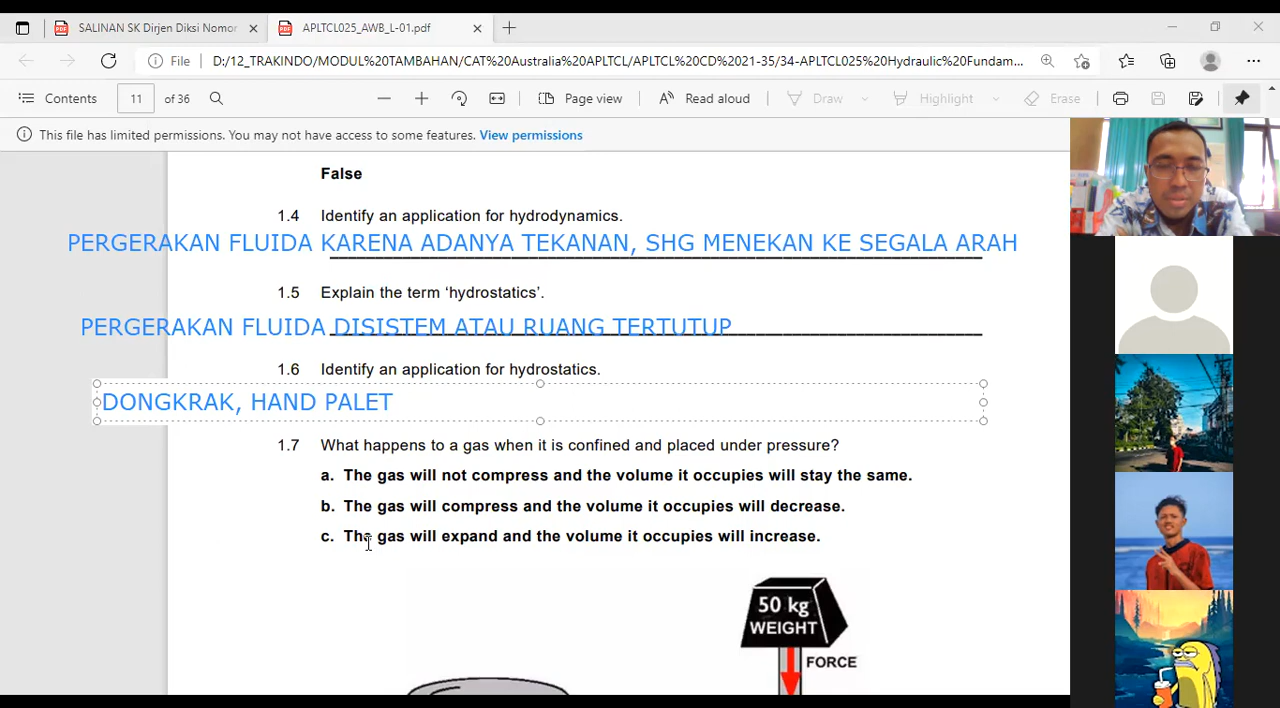 SALINAN SK Dirjen Diksi Nomor
APLTCL025_AWB_L-01.pdf
File
D:/12_TRAKINDO/MODUL%20TAMBAHAN/CAT%20Australia%20APLTCL/APLTCL%20CD%2021-35/34-APLTCL025%20Hydraulic%20Fundam...
Contents
11
of 36
Page view
Read aloud
Draw
Highlight
Erase
This file has limited permissions. You may not have access to some features. View permissions
False
1.4 Identify an application for hydrodynamics.
PERGERAKAN FLUIDA KARENA ADANYA TEKANAN, SHG MENEKAN KE SEGALA ARAH
1.5 Explain the term ‘hydrostatics’.
PERGERAKAN FLUIDA DISISTEM ATAU RUANG TERTUTUP
1.6 Identify an application for hydrostatics.
DONGKRAK, HAND PALET
1.7 What happens to a gas when it is confined and placed under pressure?
a. The gas will not compress and the volume it occupies will stay the same.
b. The gas will compress and the volume it occupies will decrease.
c. The gas will expand and the volume it occupies will increase.
50 kg
WEIGHT
FORCE